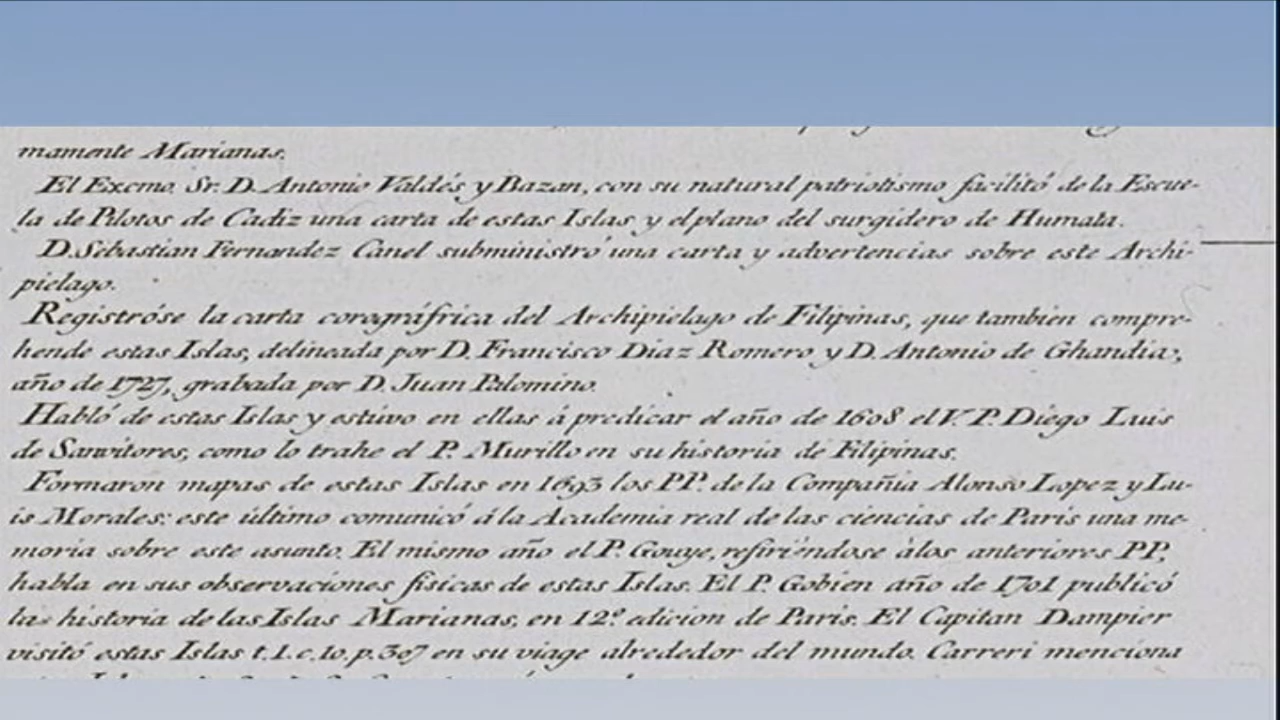 mamente Marianas.
El Excmo. Sr. D. Antonio Valdés y Bazan, con su natural patriotismo facilitó de la Escue-
la de Pilotos de Cadiz una carta de estas Islas y el plano del surgidero de Humata.
D. Sebastian Fernandez Canel subministró una carta y advertencias sobre este Archi-
pielago.
Registróse la carta corográfrica del Archipielago de Filipinas, que tambien compre-
hende estas Islas, delineada por D. Francisco Diaz Romero y D. Antonio de Ghandia,
año de 1727, grabada por D. Juan Palomino.
Habló de estas Islas y estúvo en ellas á predicar el año de 1608 el V. P. Diego Luis
de Sanvitores, como lo trahe el P. Murillo en su historia de Filipinas.
Formaron mapas de estas Islas en 1693 los PP. de la Compañia Alonso Lopez y Lu-
is Morales: este último comunicó á la Academia real de las ciencias de Paris una me-
moria sobre este asunto. El mismo año el P. Gouye, refiriéndose à los anteriores PP,
habla en sus observaciones fisicas de estas Islas. El P. Gobien año de 1701 publicó
la historia de las Islas Marianas, en 12º edicion de Paris. El Capitan Dampier
visitó estas Islas t.1.c.10.p.307 en su viage alrededor del mundo. Carreri menciona